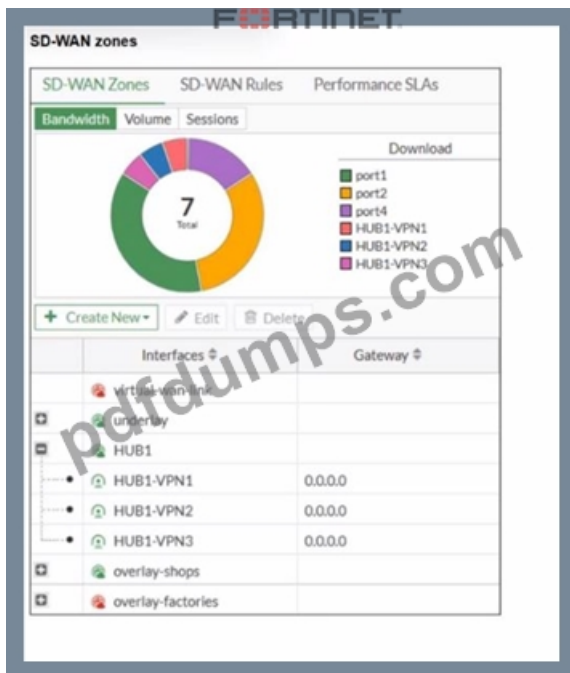 FORTINET
SD-WAN zones
SD-WAN Zones SD-WAN Rules Performance SLAs
Bandwidth Volume Sessions
7
Total
Download
port1
port2
port4
HUB1-VPN1
HUB1-VPN2
HUB1-VPN3
+ Create New Edit Delete
Interfaces Gateway
virtual-wan-link
underlay
HUB1
HUB1-VPN1 0.0.0.0
HUB1-VPN2 0.0.0.0
HUB1-VPN3 0.0.0.0
overlay-shops
overlay-factories
pdfdumps.com